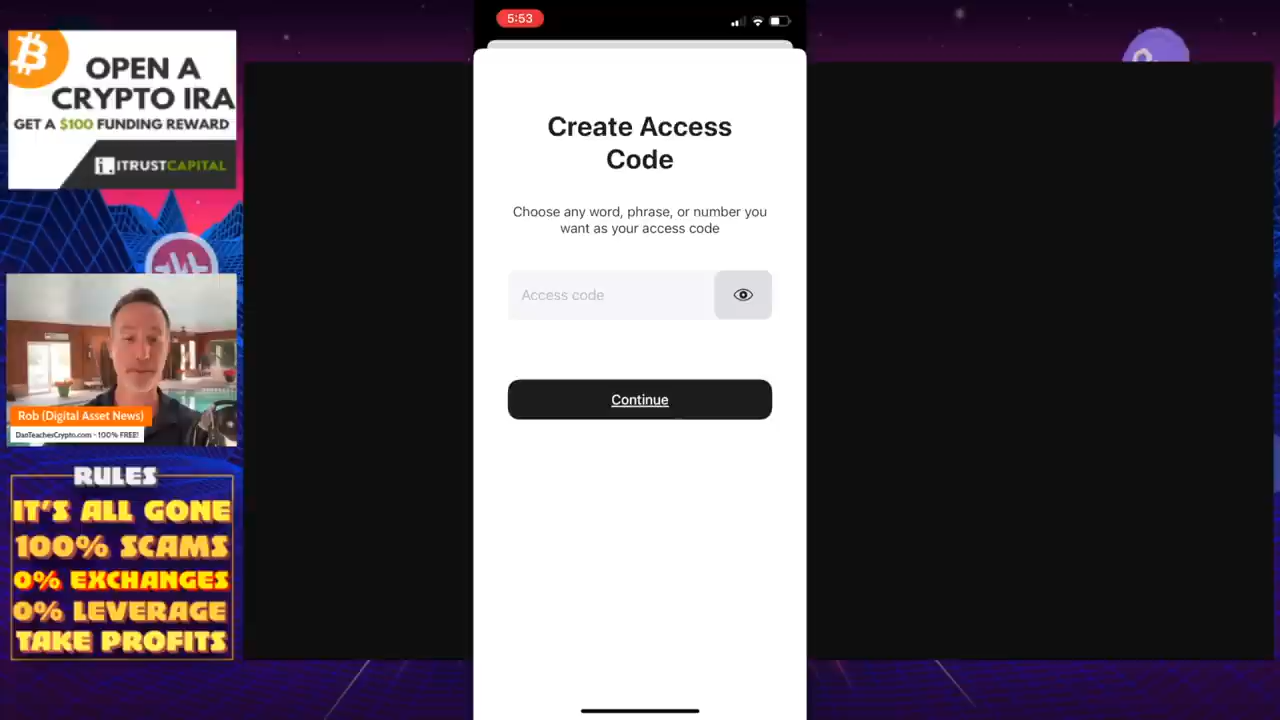 OPEN A
CRYPTO IRA
GET A $100 FUNDING REWARD
i. ITRUSTCAPITAL
Rob (Digital Asset News)
DanTeachesCrypto.com - 100% FREE!
RULES
IT'S ALL GONE
100% SCAMS
0% EXCHANGES
0% LEVERAGE
TAKE PROFITS
5:53
Create Access
Code
Choose any word, phrase, or number you
want as your access code
Access code
Continue